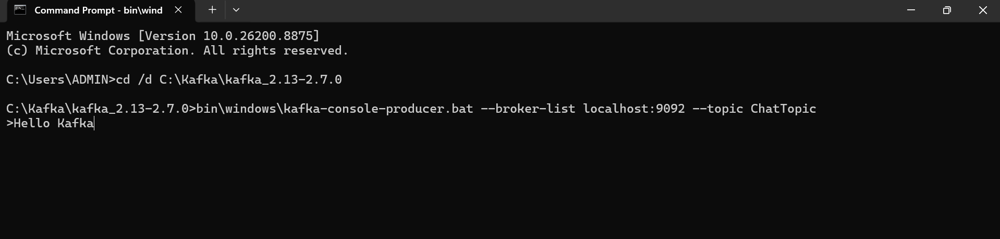 Command Prompt - bin\wind
Microsoft Windows [Version 10.0.26200.8875]
(c) Microsoft Corporation. All rights reserved.
C:\Users\ADMIN>cd /d C:\Kafka\kafka_2.13-2.7.0
C:\Kafka\kafka_2.13-2.7.0>bin\windows\kafka-console-producer.bat --broker-list localhost:9092 --topic ChatTopic
>Hello Kafka